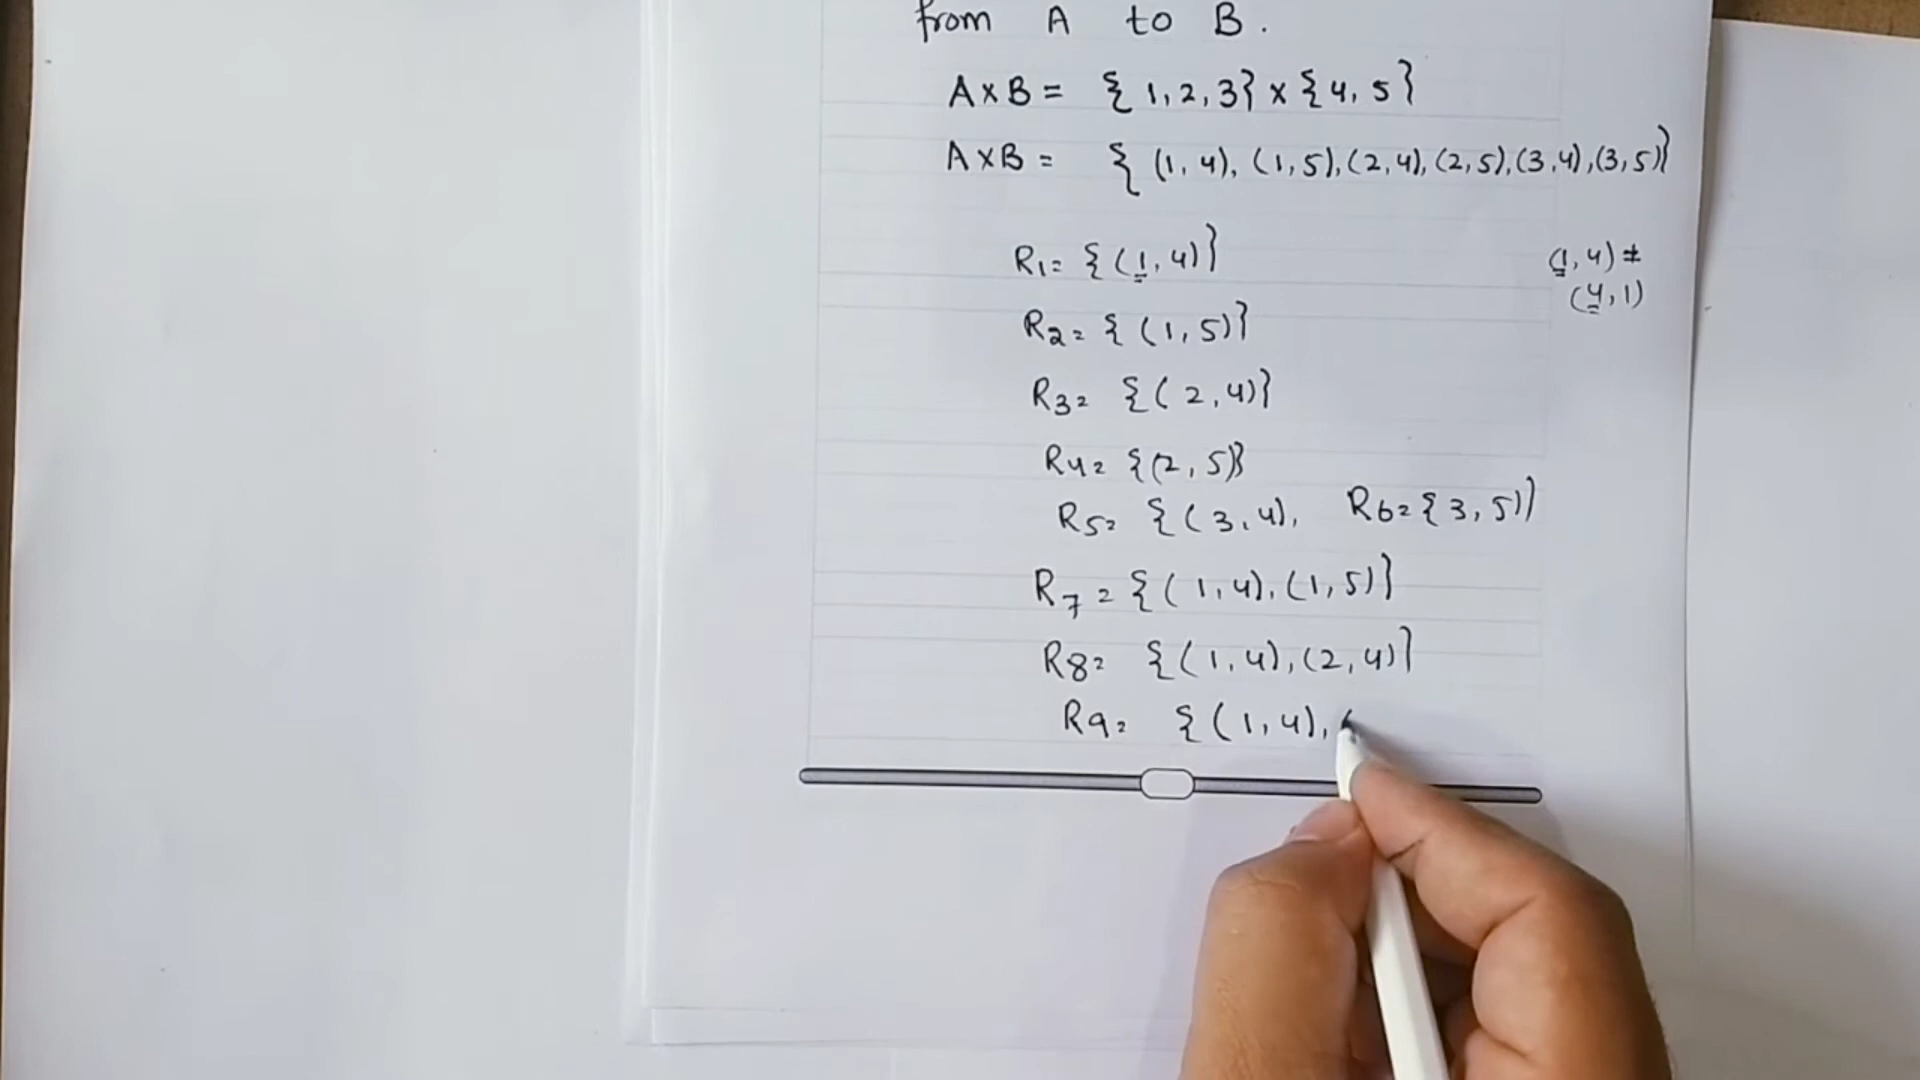 from A to B.
A×B = {1,2,3} × {4,5}
A×B = {(1,4), (1,5), (2,4), (2,5), (3,4), (3,5)}
R1= {(1,4)}
(1,4) ≠
(4,1)
R2= {(1,5)}
R3= {(2,4)}
R4= {(2,5)}
R5= {(3,4), R6= {3,5)}
R7= {(1,4), (1,5)}
R8= {(1,4), (2,4)}
R9= {(1,4), (